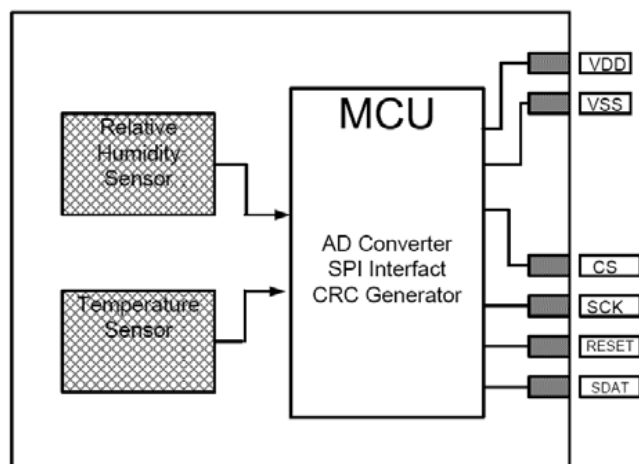 Relative
Humidity
Sensor
Temperature
Sensor
MCU
AD Converter
SPI Interfact
CRC Generator
VDD
VSS
CS
SCK
RESET
SDAT